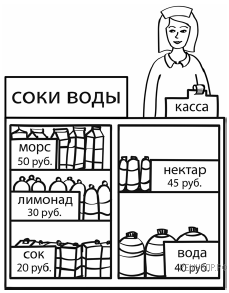 СОКИ ВОДЫ
касса
морс
50 руб.
лимонад
30 руб.
сок
20 руб.
нектар
45 руб.
вода
40 руб.